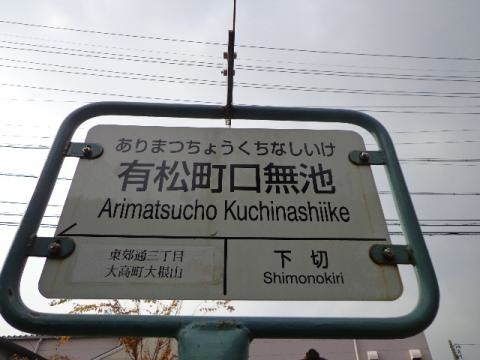 ありまつちょうくちなしいけ
有松町口無池
Arimatsucho Kuchinashiike
東郊通三丁目
大高町大根山
下切
Shimonokiri